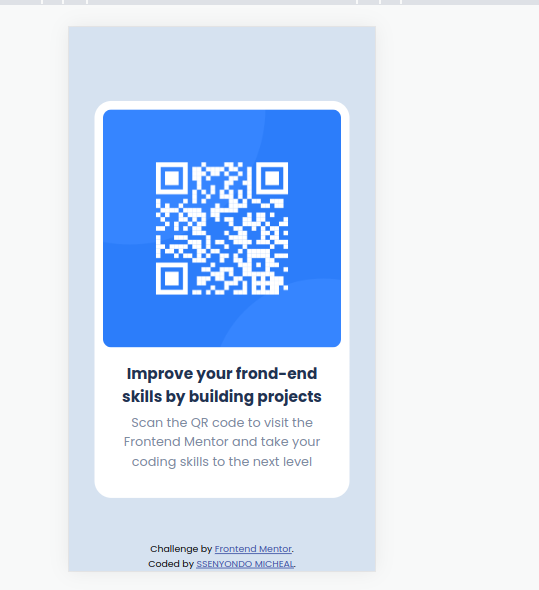 Improve your frond-end
skills by building projects
Scan the QR code to visit the
Frontend Mentor and take your
coding skills to the next level
Challenge by Frontend Mentor.
Coded by SSENYONDO MICHEAL.